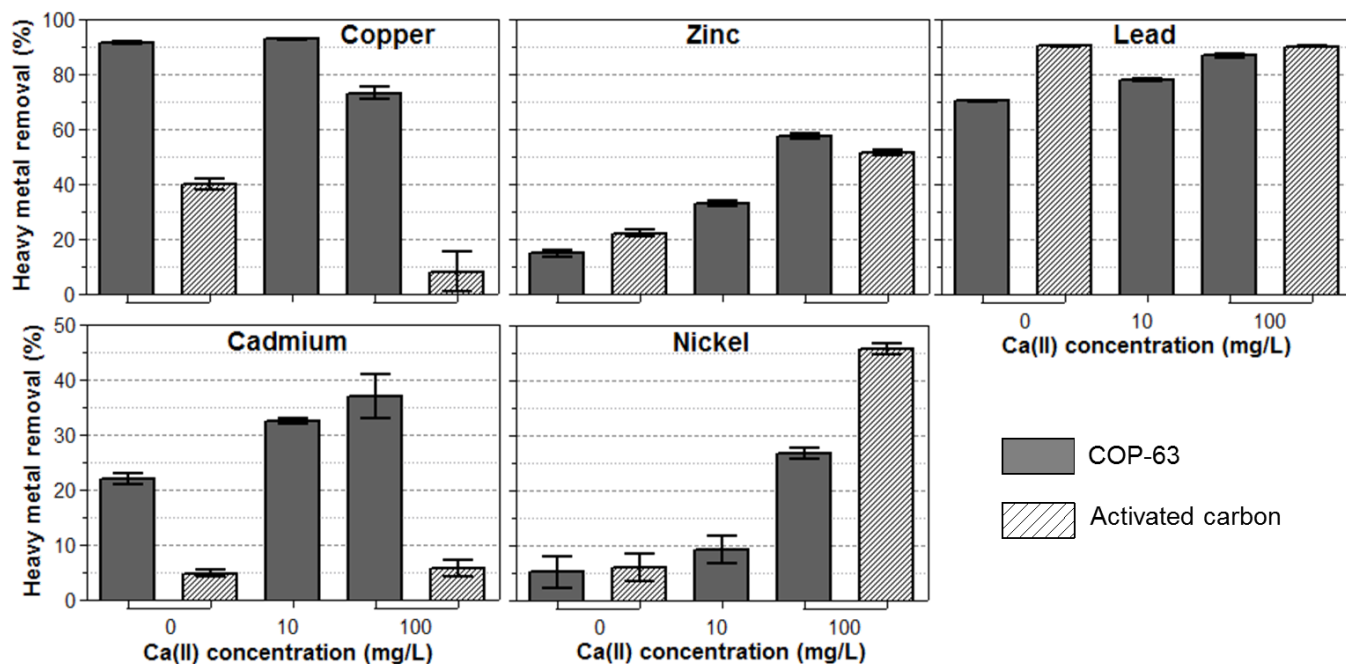 Heavy metal removal (%)
100
80
60
40
20
0
Copper
Zinc
Lead
0
10
100
Ca(II) concentration (mg/L)
Heavy metal removal (%)
50
40
30
20
10
0
Cadmium
Nickel
0
10
100
Ca(II) concentration (mg/L)
0
10
100
Ca(II) concentration (mg/L)
COP-63
Activated carbon